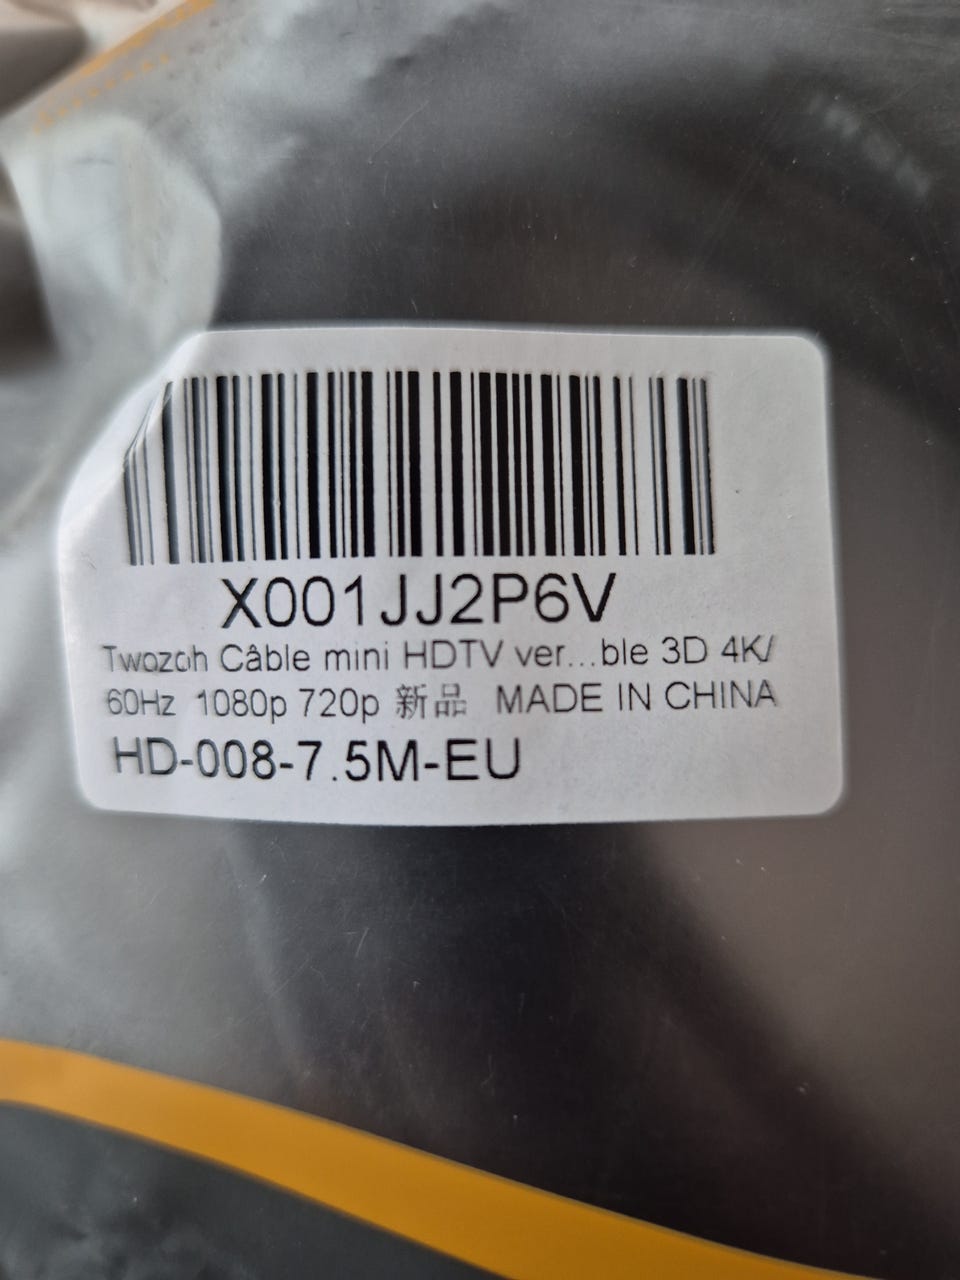 X001JJ2P6V
Twozoh Câble mini HDTV ver...ble 3D 4K/
60Hz 1080p 720p 新品 MADE IN CHINA
HD-008-7.5M-EU